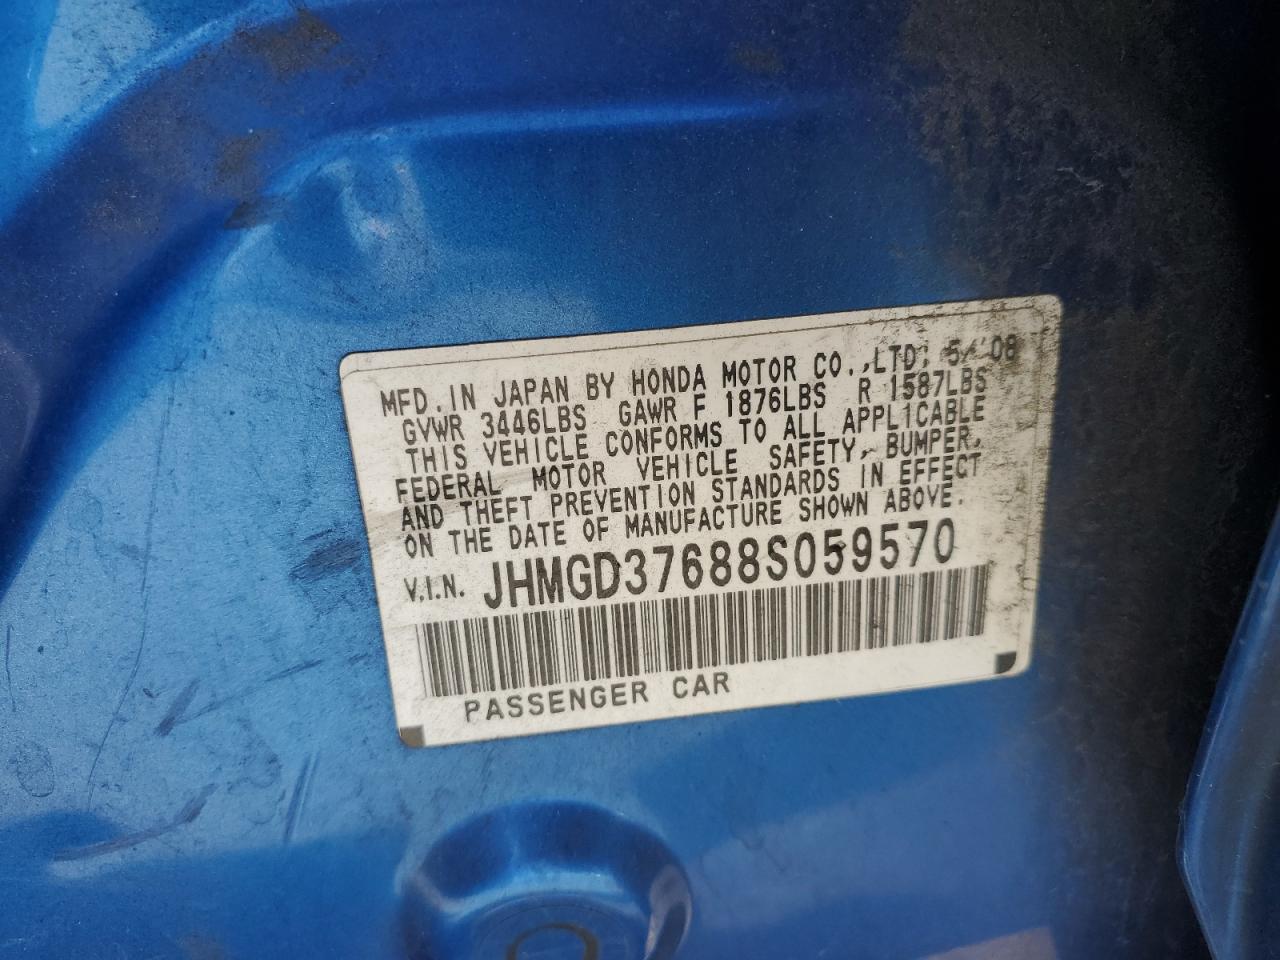 MFD. IN JAPAN BY HONDA MOTOR CO., LTD. 5/'08
GVWR 3446LBS GAWR F 1876LBS R 1587LBS
THIS VEHICLE CONFORMS TO ALL APPL1CABLE
FEDERAL MOTOR VEHICLE SAFETY, BUMPER,
AND THEFT PREVENTION STANDARDS IN EFFECT
ON THE DATE OF MANUFACTURE SHOWN ABOVE.
V.I.N. JHMGD37688S059570
PASSENGER CAR